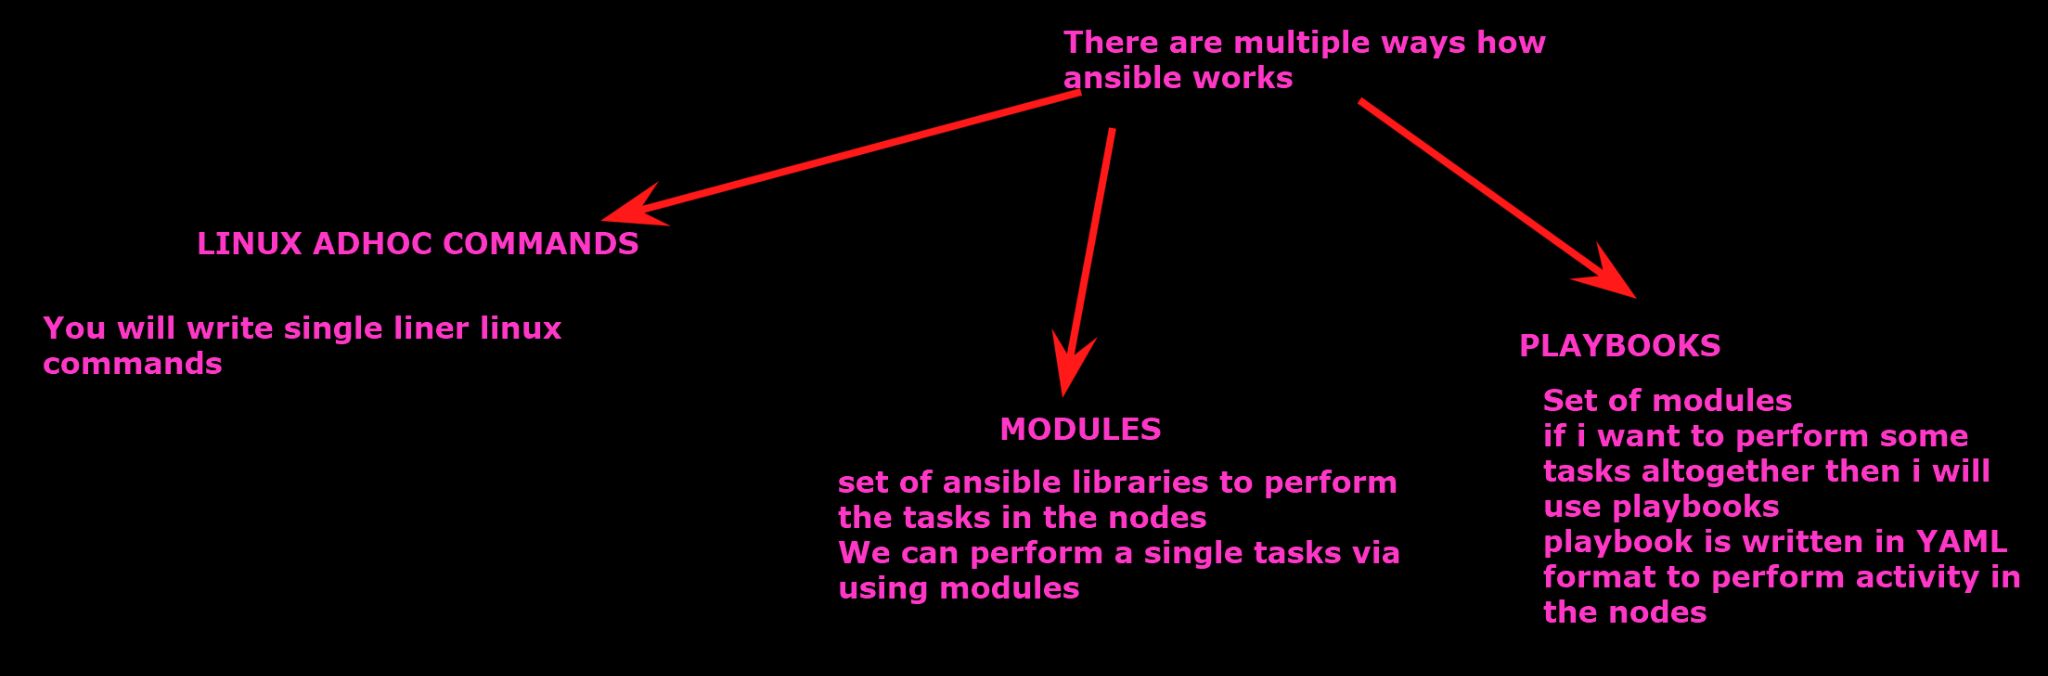 There are multiple ways how
ansible works
LINUX ADHOC COMMANDS
You will write single liner linux
commands
MODULES
set of ansible libraries to perform
the tasks in the nodes
We can perform a single tasks via
using modules
PLAYBOOKS
Set of modules
if i want to perform some
tasks altogether then i will
use playbooks
playbook is written in YAML
format to perform activity in
the nodes